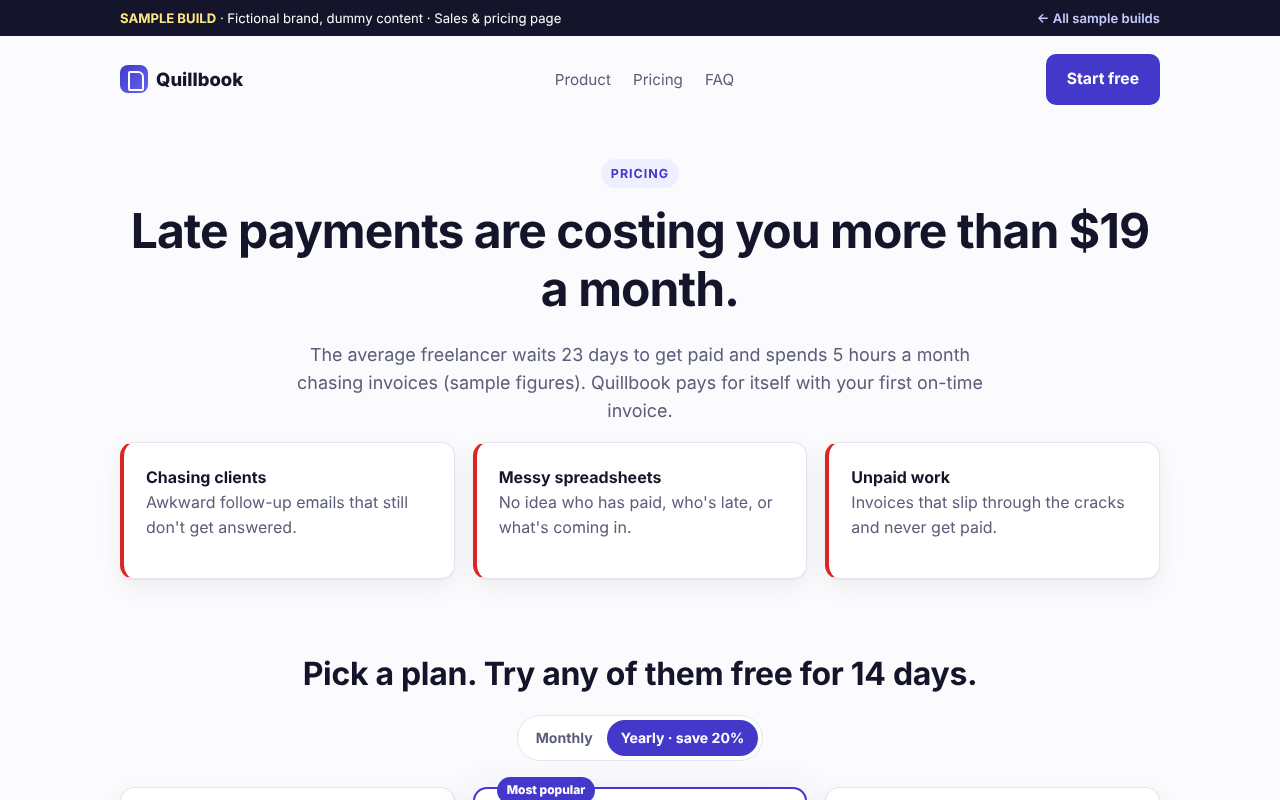 SAMPLE BUILD · Fictional brand, dummy content · Sales & pricing page
← All sample builds
Quillbook
Product
Pricing
FAQ
Start free
PRICING
Late payments are costing you more than $19
a month.
The average freelancer waits 23 days to get paid and spends 5 hours a month
chasing invoices (sample figures). Quillbook pays for itself with your first on-time
invoice.
Chasing clients
Awkward follow-up emails that still
don't get answered.
Messy spreadsheets
No idea who has paid, who's late, or
what's coming in.
Unpaid work
Invoices that slip through the cracks
and never get paid.
Pick a plan. Try any of them free for 14 days.
Monthly
Yearly · save 20%
Most popular